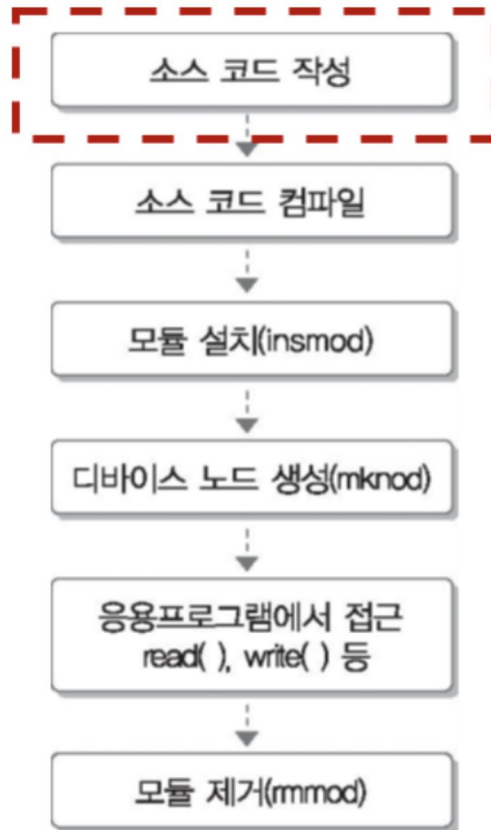 소스 코드 작성
소스 코드 컴파일
모듈 설치(insmod)
디바이스 노드 생성(mknod)
응용프로그램에서 접근
read( ), write( ) 등
모듈 제거(rmmod)